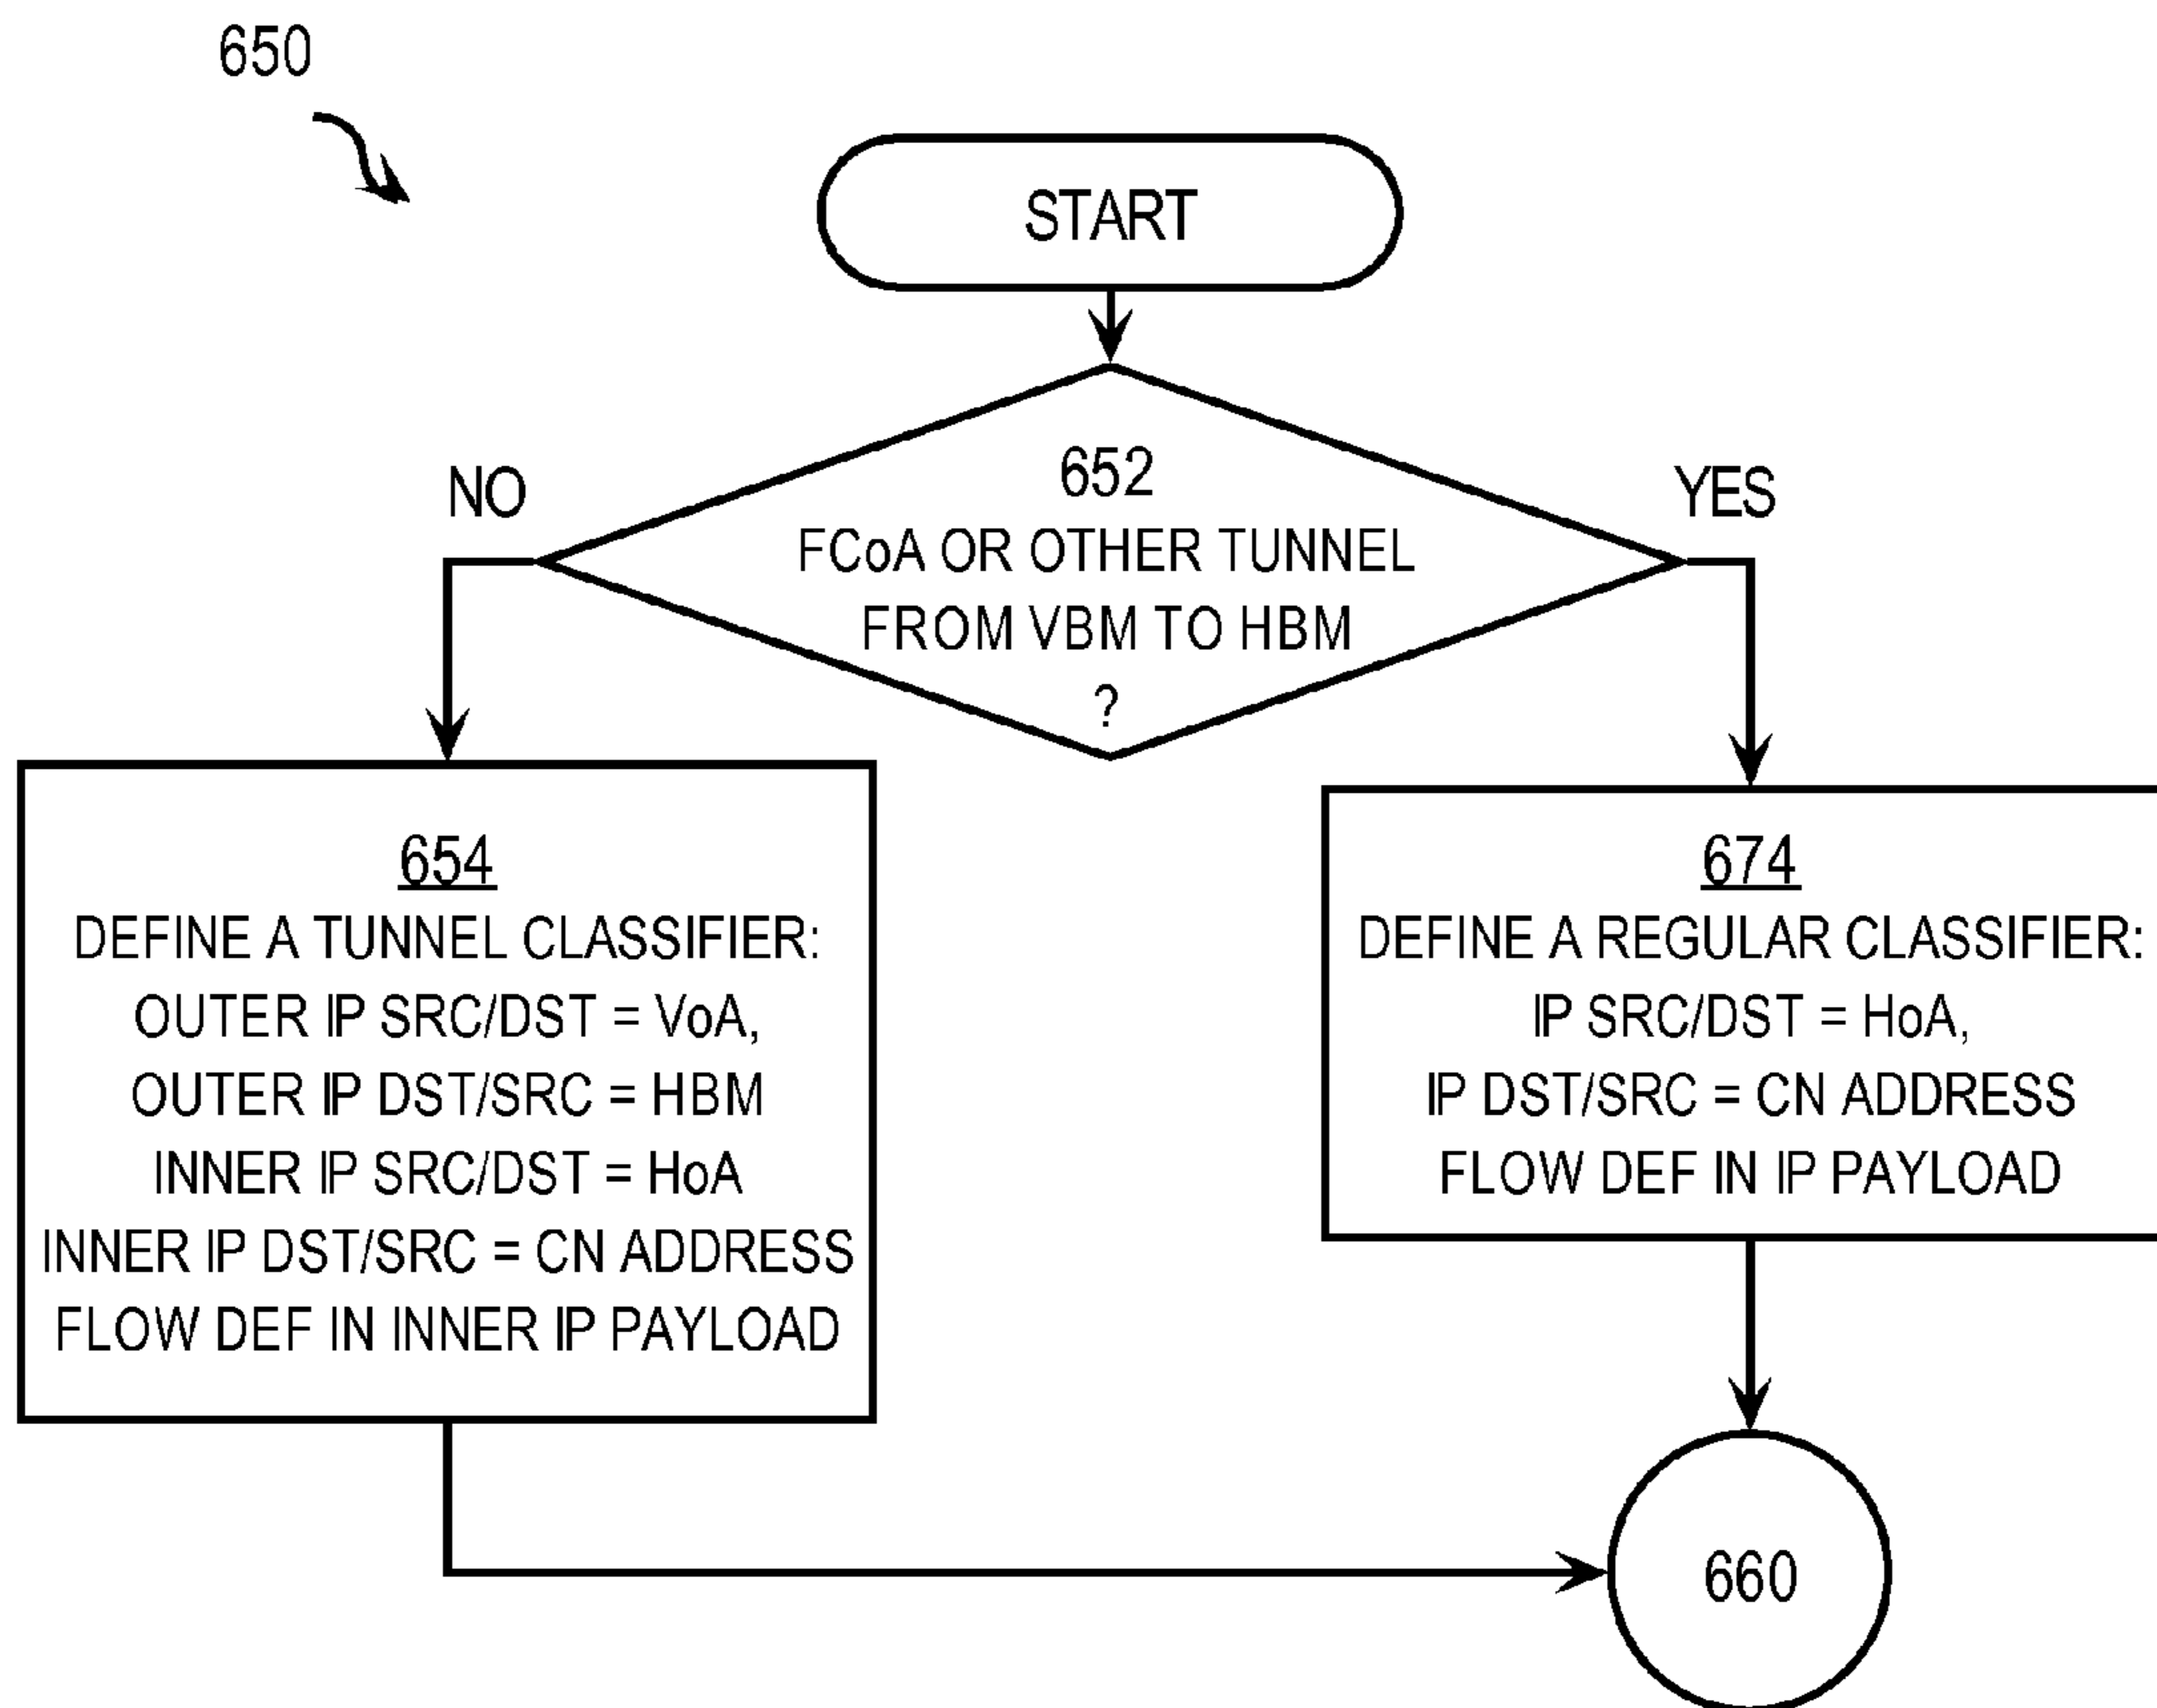 650
START
652
FCoA OR OTHER TUNNEL
FROM VBM TO HBM
?
NO
YES
654
DEFINE A TUNNEL CLASSIFIER:
OUTER IP SRC/DST = VoA,
OUTER IP DST/SRC = HBM
INNER IP SRC/DST = HoA
INNER IP DST/SRC = CN ADDRESS
FLOW DEF IN INNER IP PAYLOAD
674
DEFINE A REGULAR CLASSIFIER:
IP SRC/DST = HoA,
IP DST/SRC = CN ADDRESS
FLOW DEF IN IP PAYLOAD
660